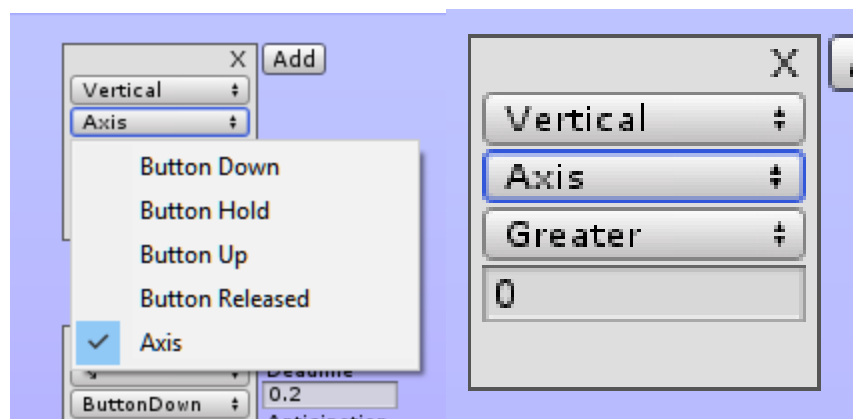 X Add
Vertical
Axis
Button Down
Button Hold
Button Up
Button Released
Axis
0.2
ButtonDown
X
Vertical
Axis
Greater
0